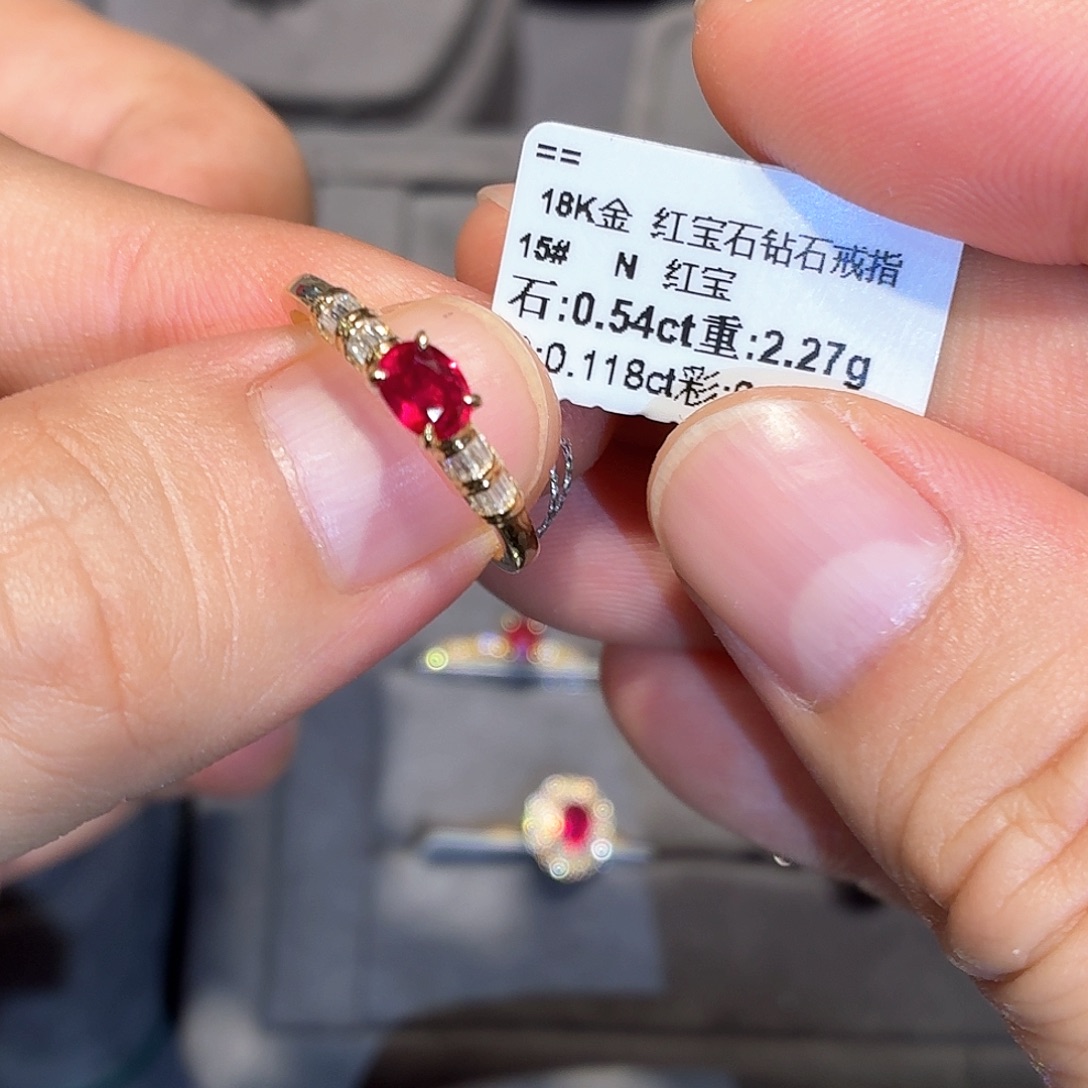 ==
18K金 红宝石钻石戒指
15# N 红宝
石:0.54ct重:2.27g
:0.118ct彩: